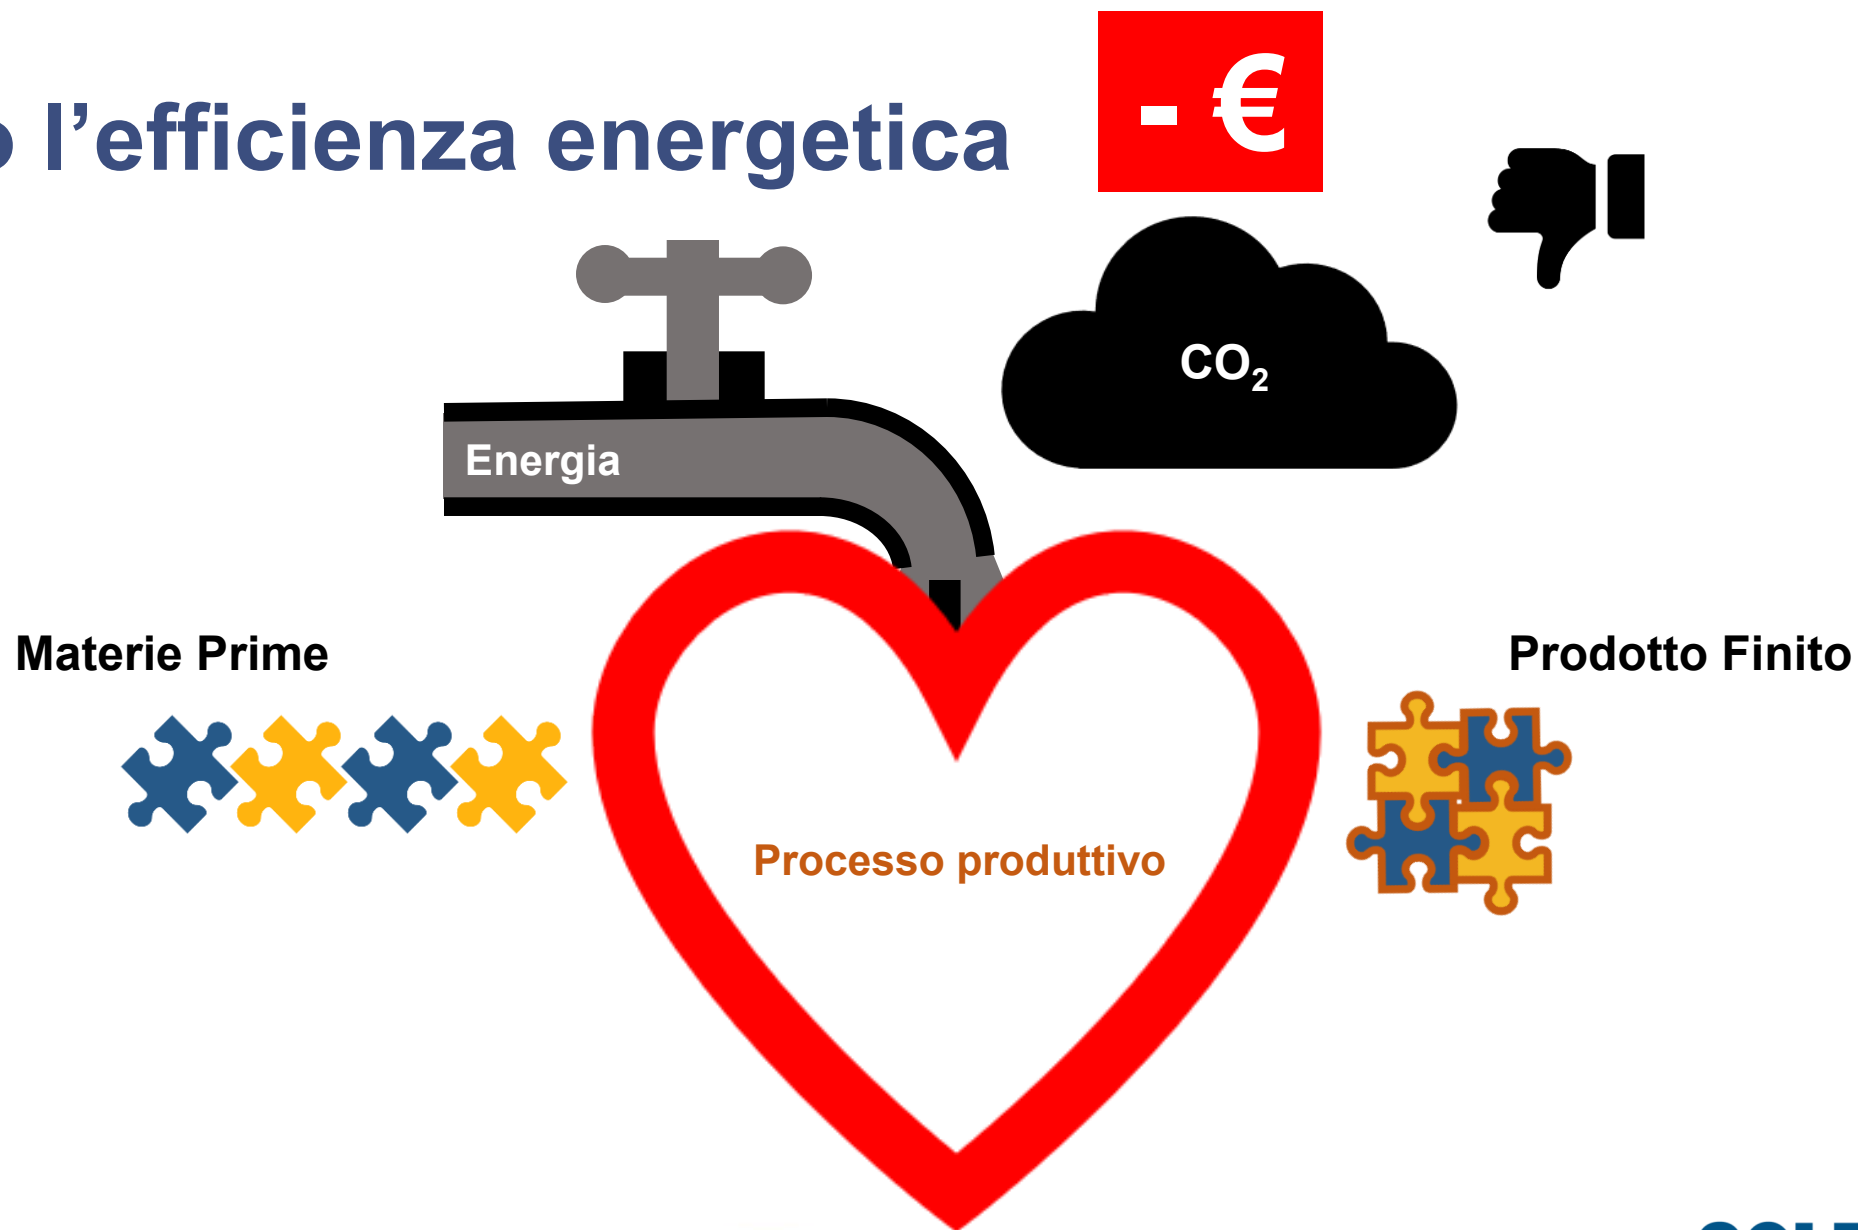 - €
o l’efficienza energetica
CO₂
Energia
Materie Prime
Prodotto Finito
Processo produttivo